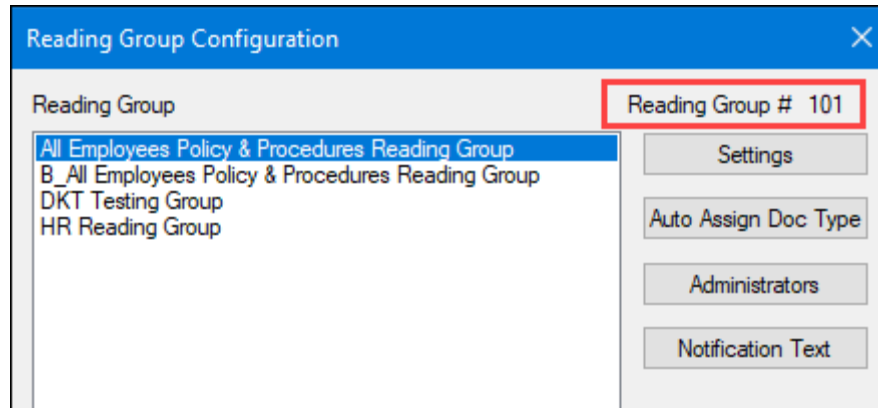 Reading Group Configuration
Reading Group
Reading Group # 101
All Employees Policy & Procedures Reading Group
B_All Employees Policy & Procedures Reading Group
DKT Testing Group
HR Reading Group
Settings
Auto Assign Doc Type
Administrators
Notification Text